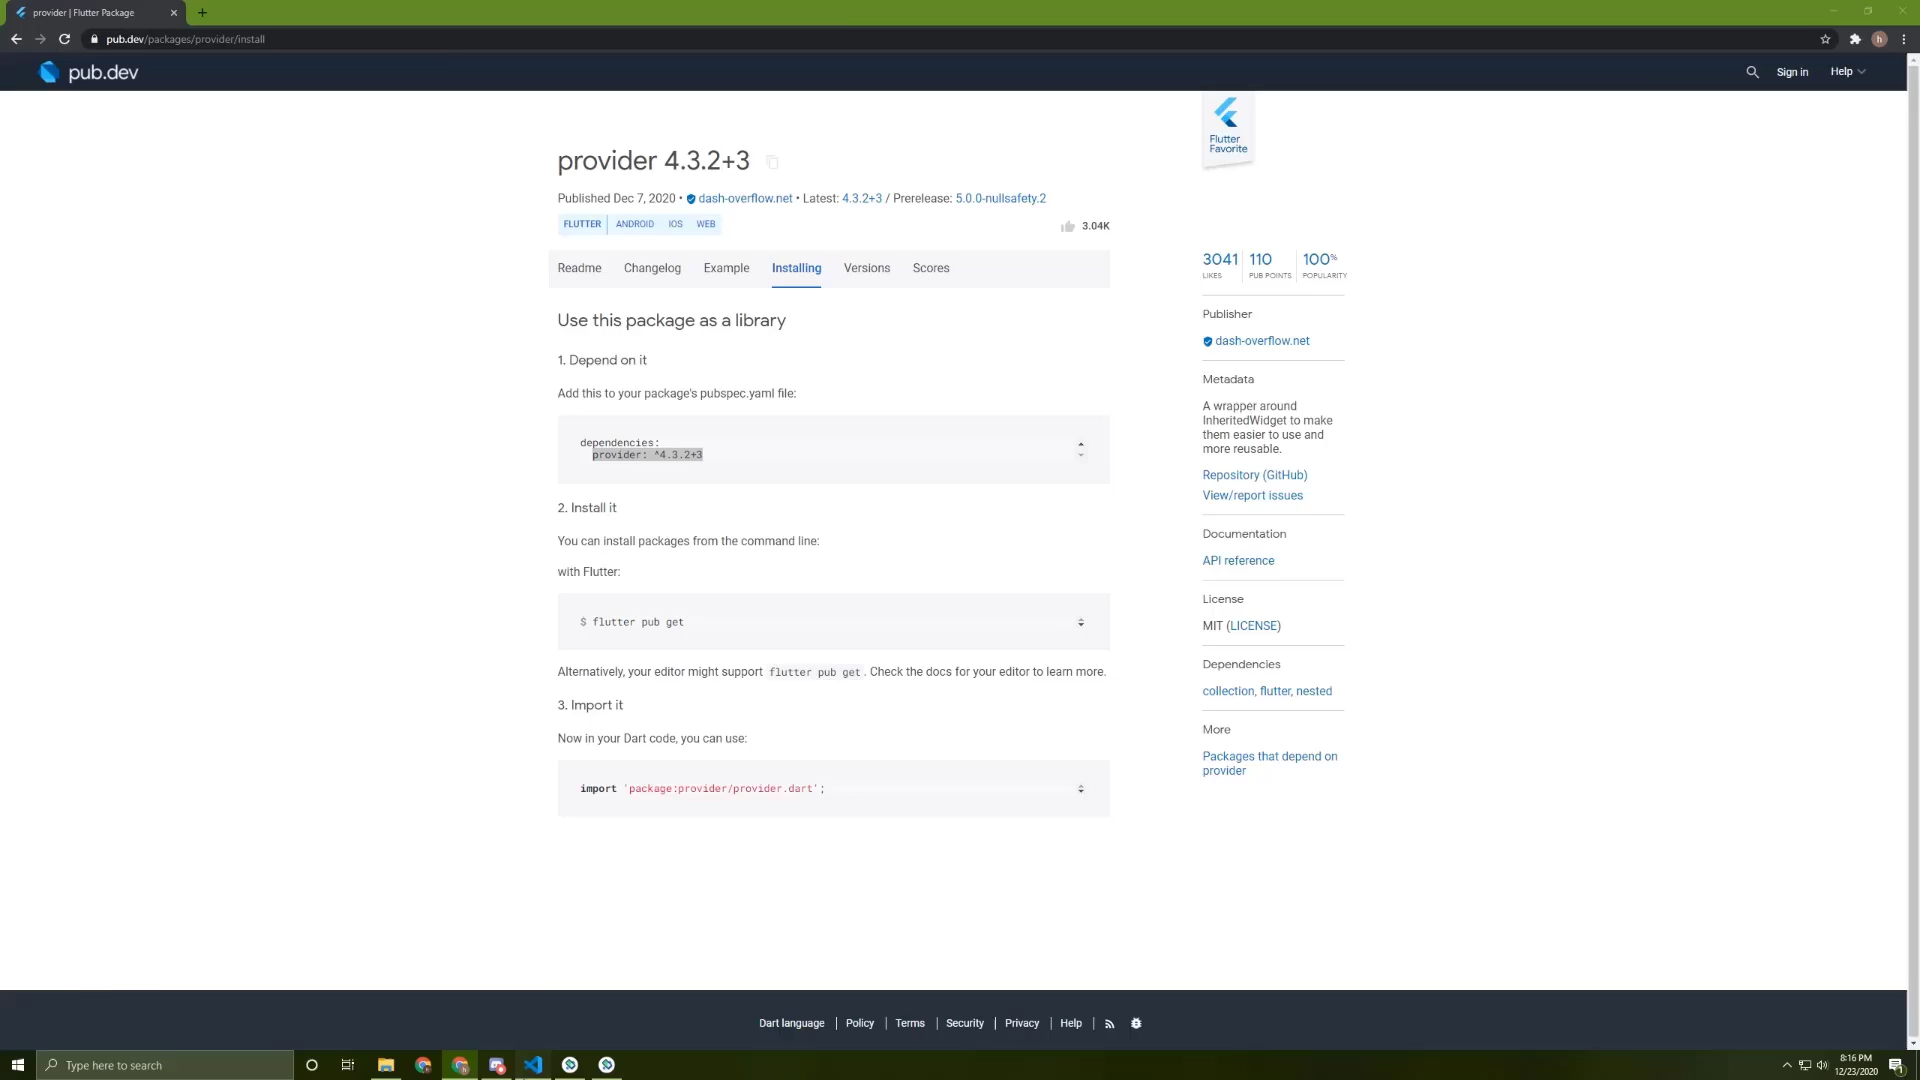 provider | Flutter Package
pub.dev/packages/provider/install
h
pub.dev
Sign in
Help
Flutter
Favorite
provider 4.3.2+3
Published Dec 7, 2020 • dash-overflow.net • Latest: 4.3.2+3 / Prerelease: 5.0.0-nullsafety.2
FLUTTER ANDROID IOS WEB
3.04K
Readme Changelog Example Installing Versions Scores
Use this package as a library
1. Depend on it
Add this to your package's pubspec.yaml file:
dependencies:
provider: ^4.3.2+3
2. Install it
You can install packages from the command line:
with Flutter:
$ flutter pub get
Alternatively, your editor might support flutter pub get. Check the docs for your editor to learn more.
3. Import it
Now in your Dart code, you can use:
import 'package:provider/provider.dart';
3041 110 100%
LIKES PUB POINTS POPULARITY
Publisher
dash-overflow.net
Metadata
A wrapper around
InheritedWidget to make
them easier to use and
more reusable.
Repository (GitHub)
View/report issues
Documentation
API reference
License
MIT (LICENSE)
Dependencies
collection, flutter, nested
More
Packages that depend on
provider
Dart language | Policy | Terms | Security | Privacy | Help |
Type here to search
8:16 PM
12/23/2020